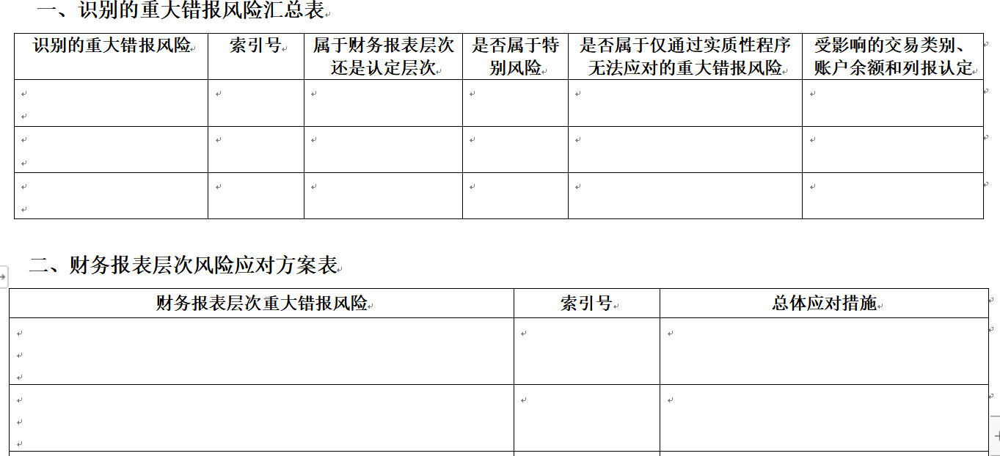 一、识别的重大错报风险汇总表
识别的重大错报风险
索引号
属于财务报表层次
还是认定层次
是否属于特
别风险
是否属于仅通过实质性程序
无法应对的重大错报风险
受影响的交易类别、
账户余额和列报认定
二、财务报表层次风险应对方案表
财务报表层次重大错报风险
索引号
总体应对措施